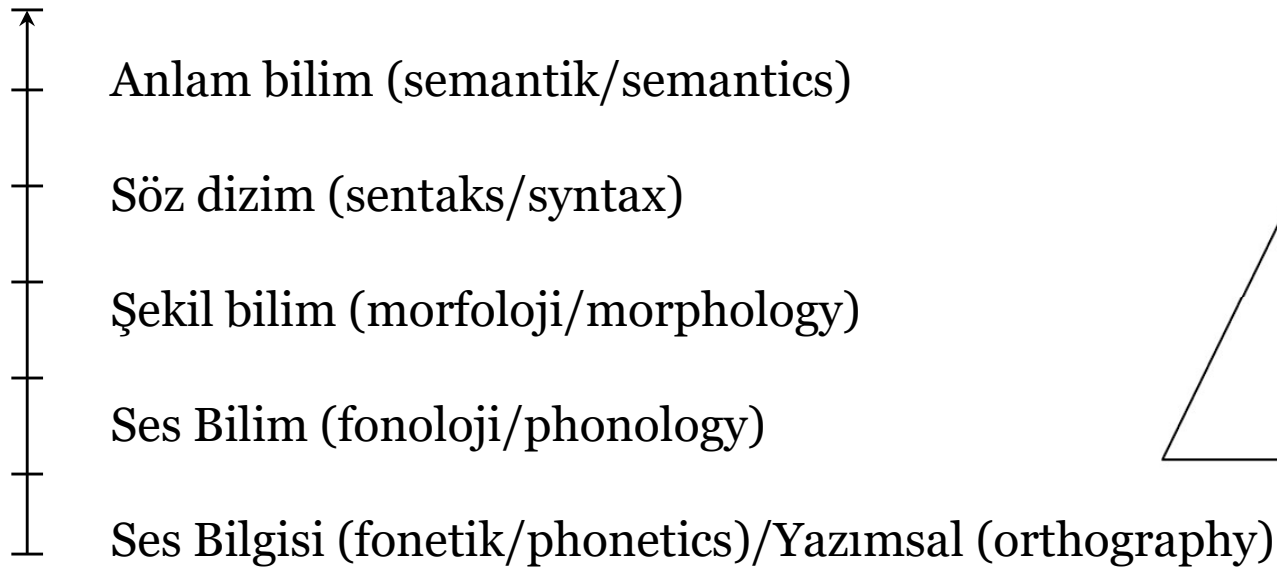 Anlam bilim (semantik/semantics)
Söz dizim (sentaks/syntax)
Şekil bilim (morfoloji/morphology)
Ses Bilim (fonoloji/phonology)
Ses Bilgisi (fonetik/phonetics)/Yazımsal (orthography)